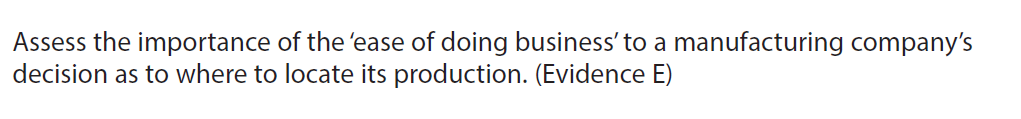 Assess the importance of the ‘ease of doing business’ to a manufacturing company’s
decision as to where to locate its production. (Evidence E)